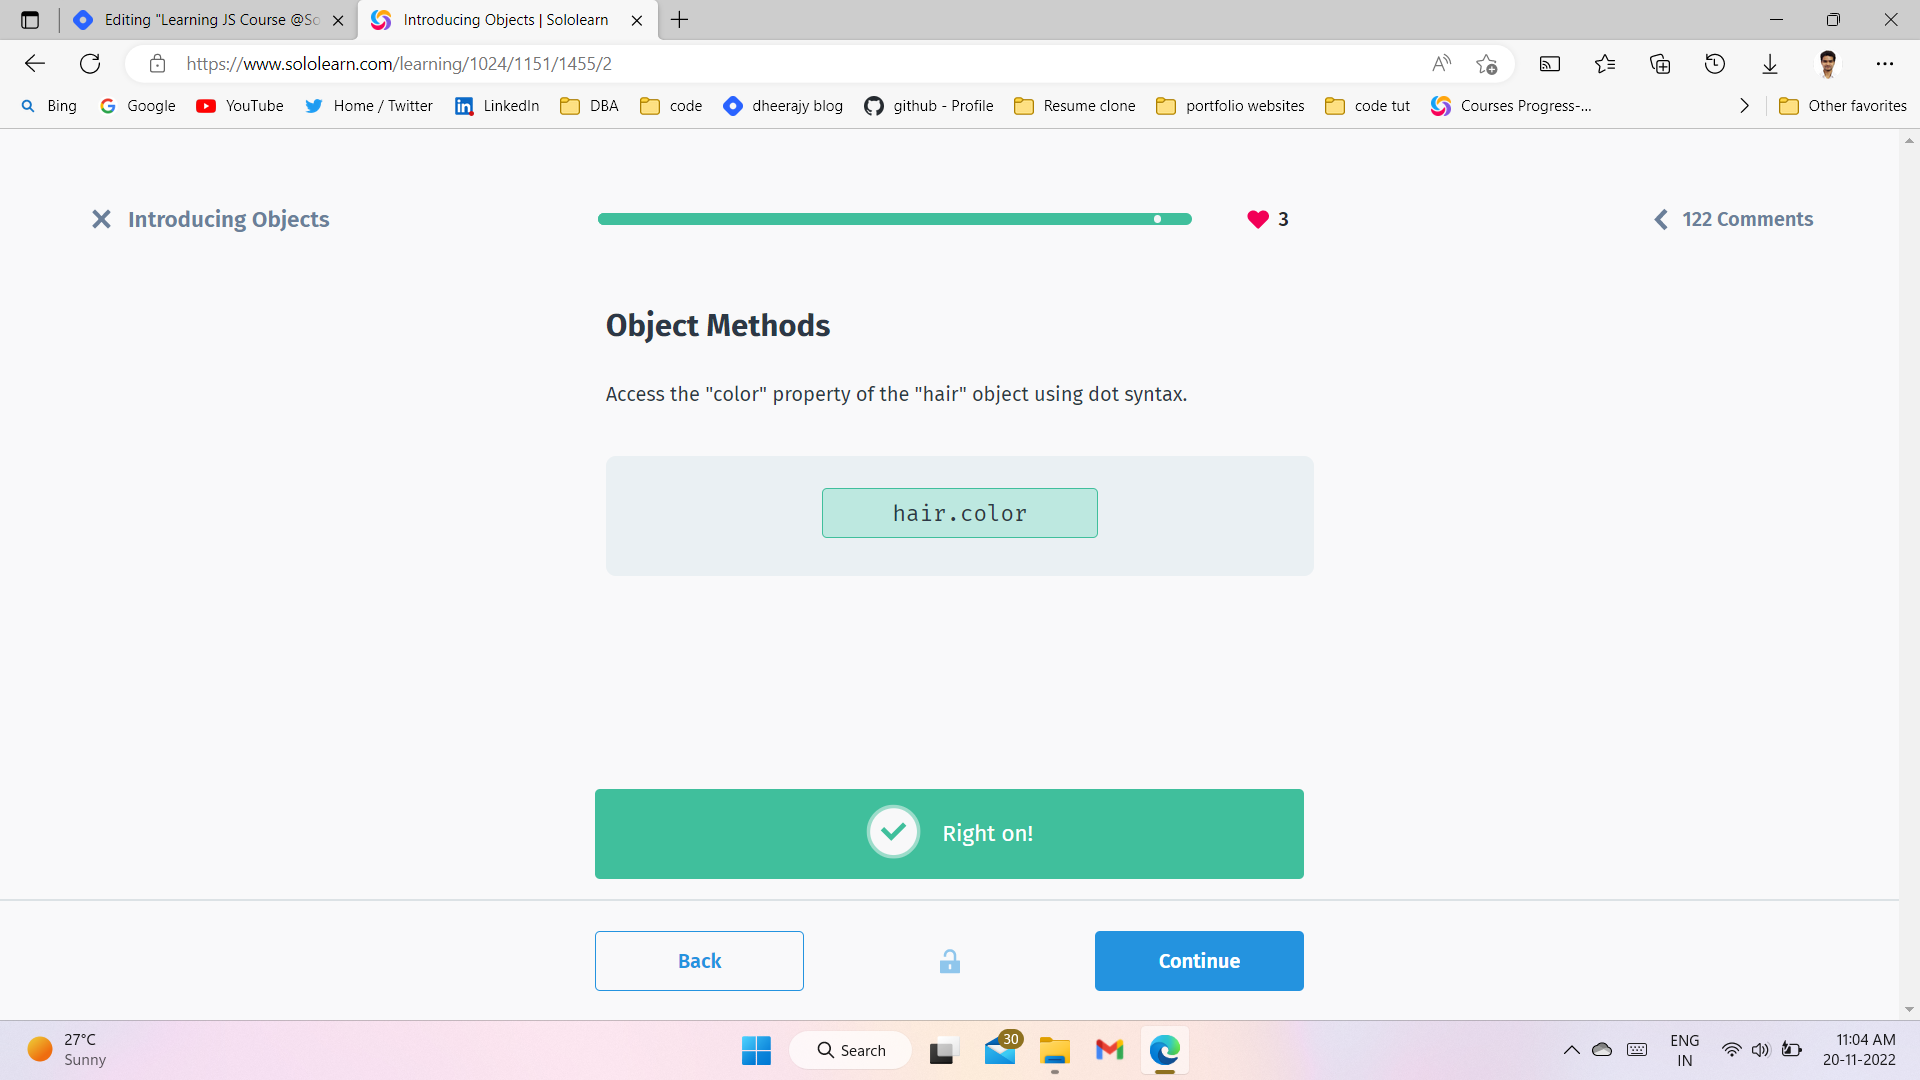 Editing "Learning JS Course @So
Introducing Objects | Sololearn
https://www.sololearn.com/learning/1024/1151/1455/2
Bing
Google
YouTube
Home / Twitter
LinkedIn
DBA
code
dheerajy blog
github - Profile
Resume clone
portfolio websites
code tut
Courses Progress-...
Other favorites
Introducing Objects
3
122 Comments
Object Methods
Access the "color" property of the "hair" object using dot syntax.
hair.color
Right on!
Back
Continue
27°C
Sunny
Search
30
ENG
IN
11:04 AM
20-11-2022